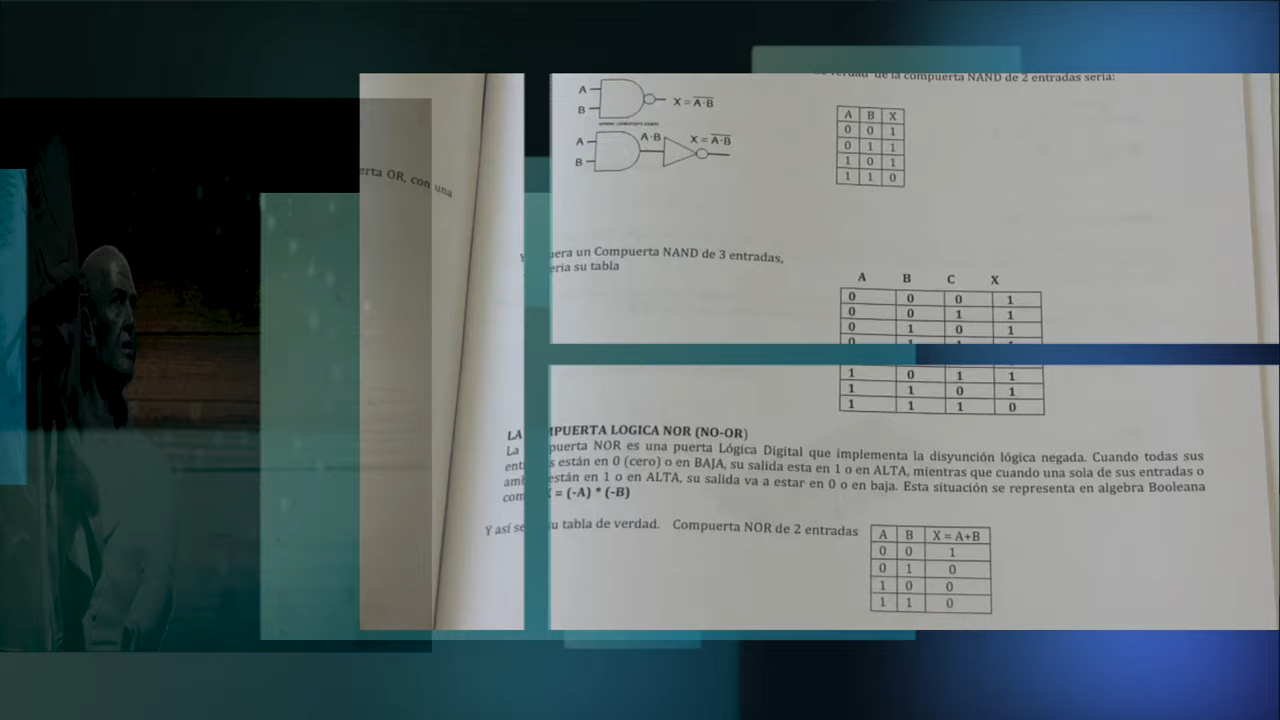 de la compuerta NAND de 2 entradas seria:
A
B
X = A·B
A
B
A·B
X = A·B
A B X
0 0 1
0 1 1
1 0 1
1 1 0
erta OR, con una
Y uera un Compuerta NAND de 3 entradas,
eria su tabla
A B C X
0 0 0 1
0 0 1 1
0 1 0 1
1 0 1 1
1 1 0 1
1 1 1 0
LA MPUERTA LOGICA NOR (NO-OR)
La puerta NOR es una puerta Lógica Digital que implementa la disyunción lógica negada. Cuando todas sus
ent s están en 0 (cero) o en BAJA, su salida esta en 1 o en ALTA, mientras que cuando una sola de sus entradas o
am están en 1 o en ALTA, su salida va a estar en 0 o en baja. Esta situación se representa en algebra Booleana
com = (-A) * (-B)
Y así se u tabla de verdad. Compuerta NOR de 2 entradas
A B X = A+B
0 0 1
0 1 0
1 0 0
1 1 0